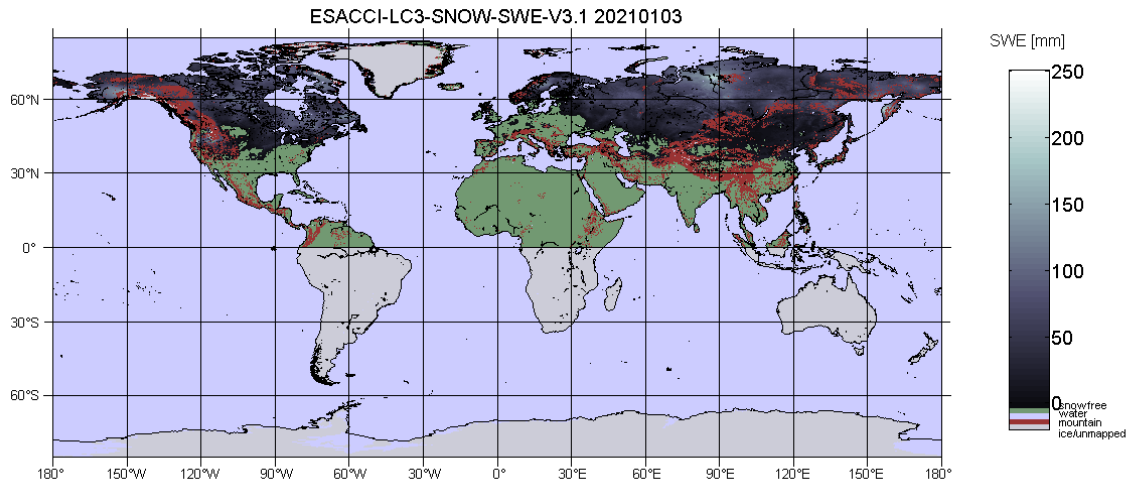 ESACCI-LC3-SNOW-SWE-V3.1 20210103
SWE [mm]
250
200
150
100
50
0
snowfree
water
mountain
ice/unmapped
60°N
30°N
0°
30°S
60°S
180° 150°W 120°W 90°W 60°W 30°W 0°E 30°E 60°E 90°E 120°E 150°E 180°